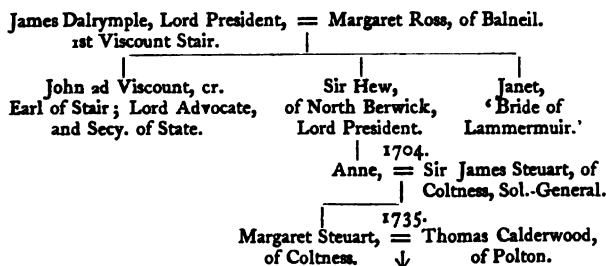 James Dalrymple, Lord President, = Margaret Ross, of Balneil.
1st Viscount Stair.
John 2d Viscount, cr. Sir Hew, Janet,
Earl of Stair; Lord Advocate, of North Berwick, ‘Bride of
and Secy. of State. Lord President. Lammermuir.’
1704.
Anne, = Sir James Steuart, of
Coltness, Sol.-General.
1735.
Margaret Steuart, = Thomas Calderwood,
of Coltness, of Polton.